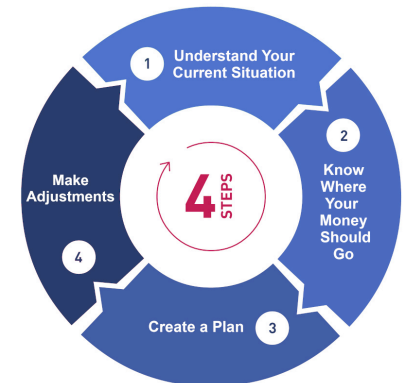 1
Understand Your
Current Situation
2
Know
Where
Your
Money
Should
Go
3
Create a Plan
4
Make
Adjustments
4
STEPS